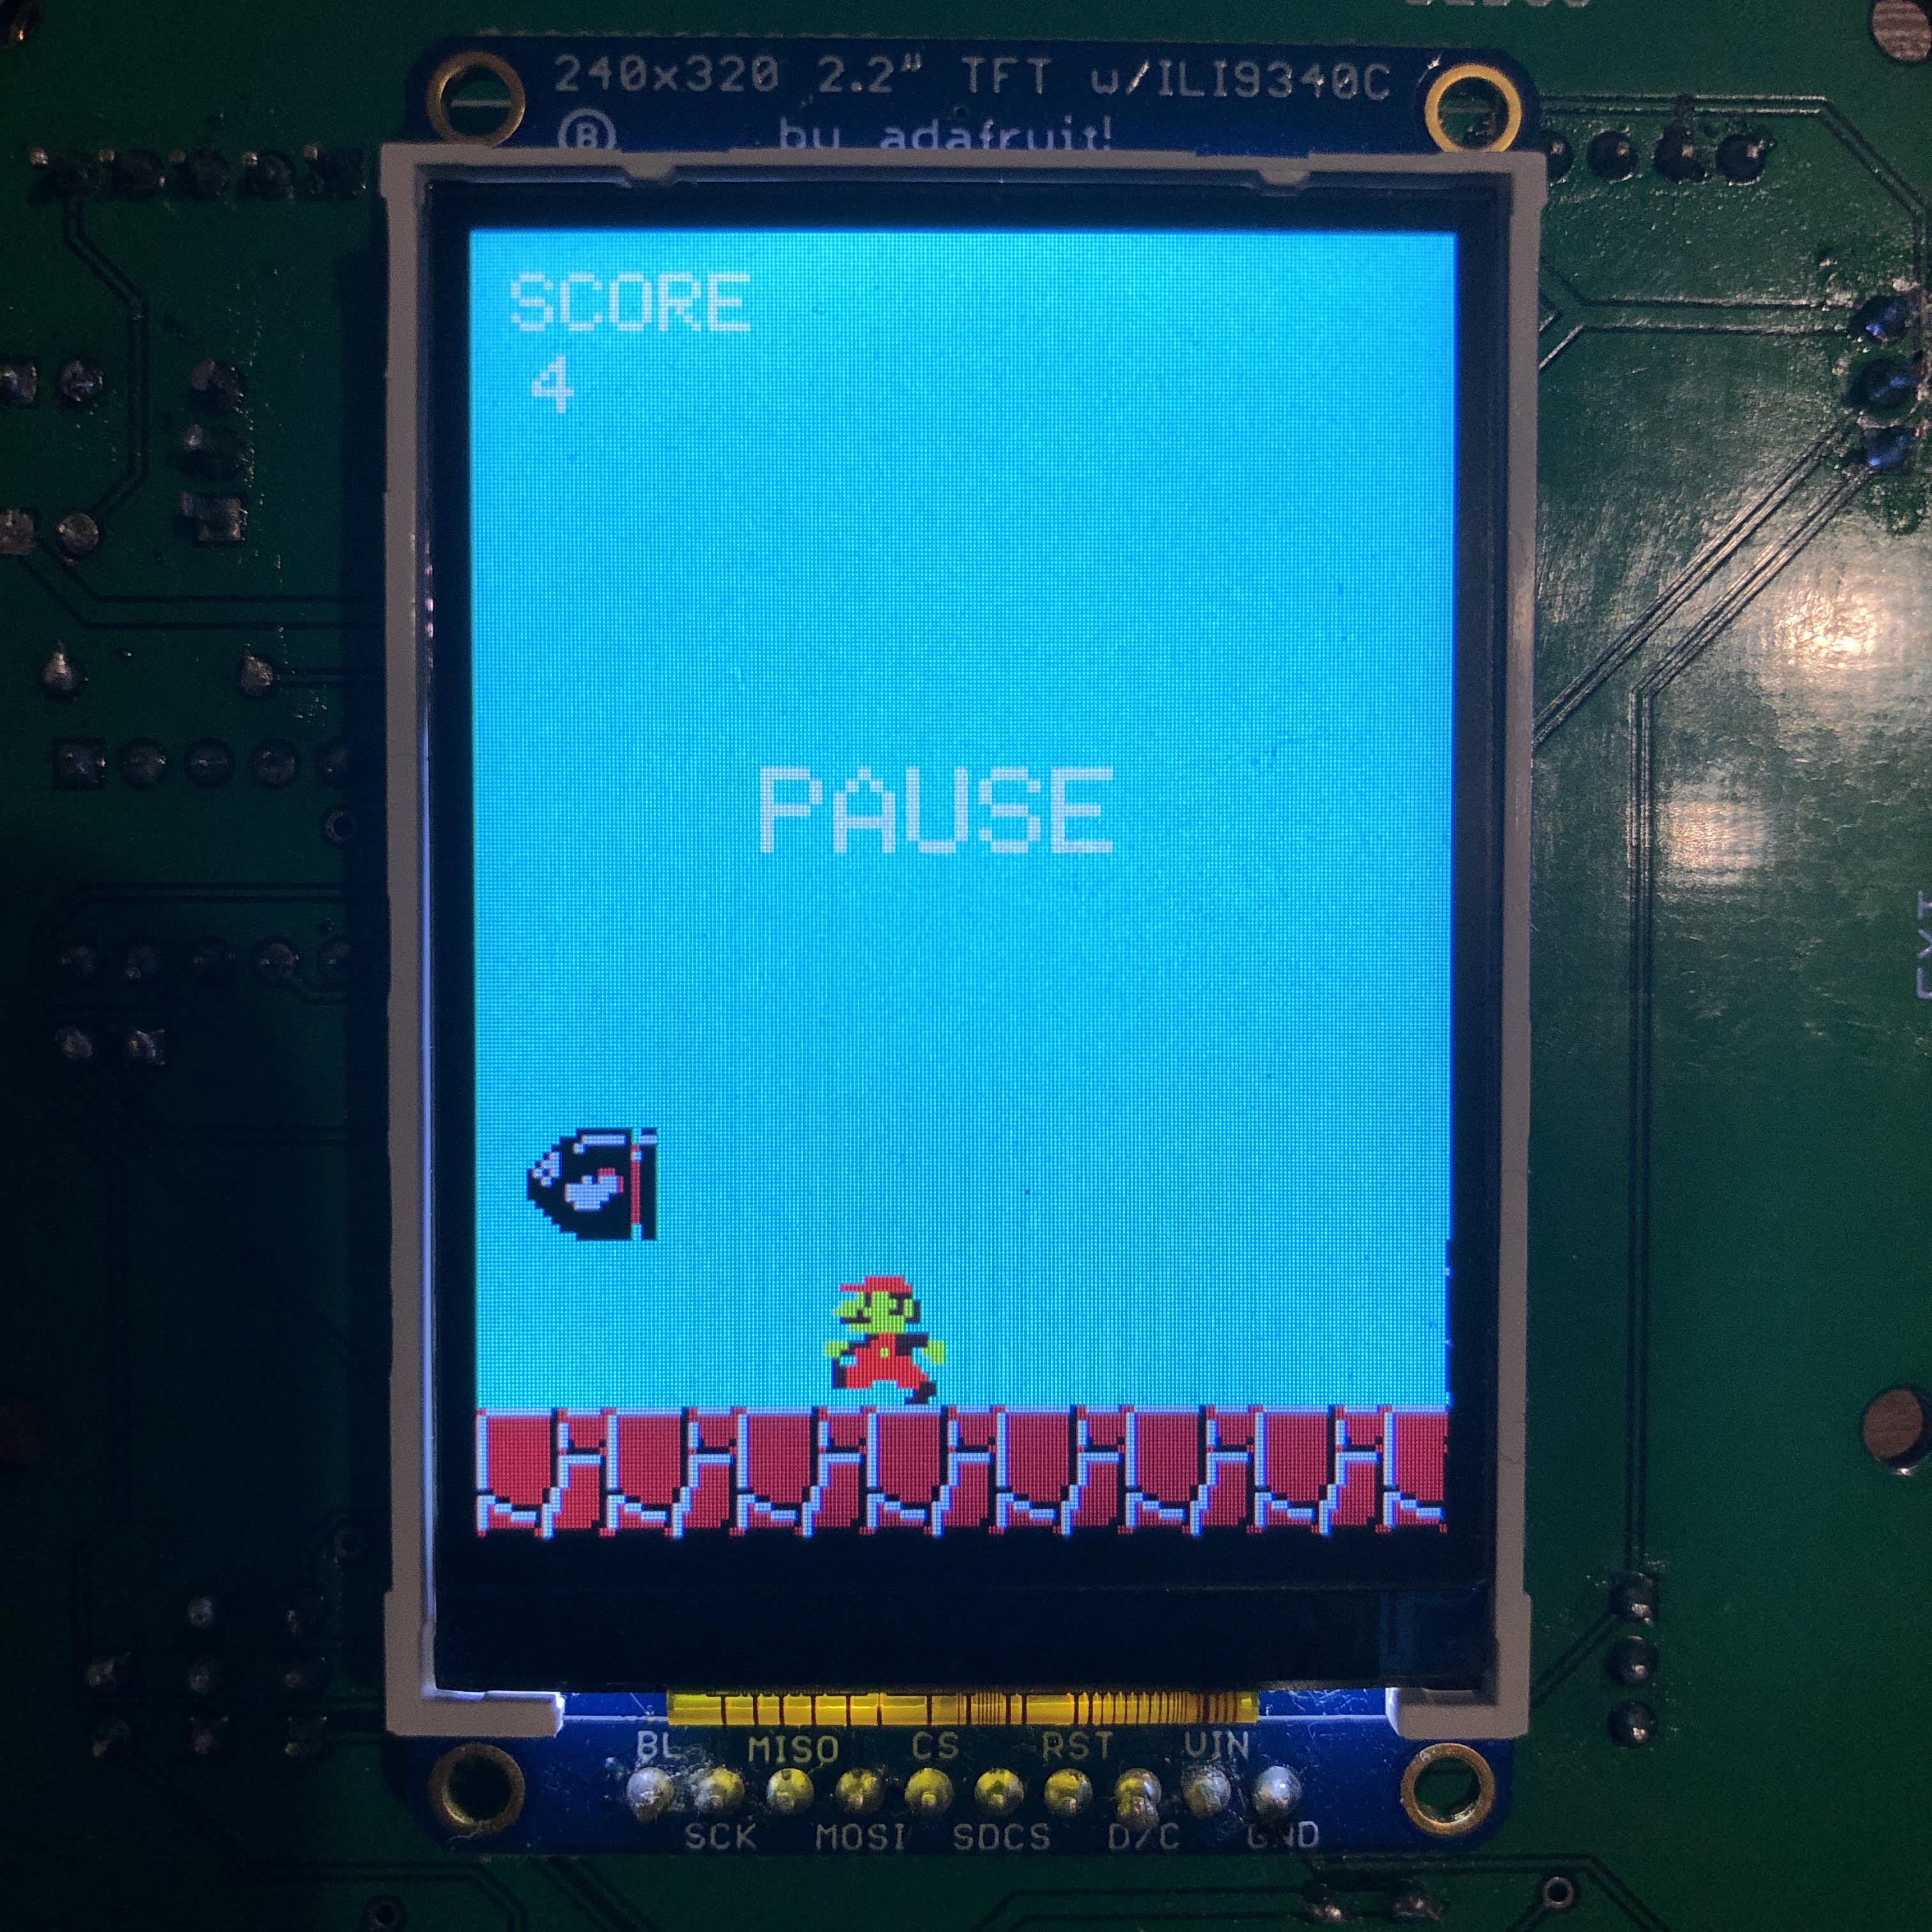 240x320 2.2" TFT w/ILI9340C
by adafruit!
SCORE
4
PAUSE
BL MISO CS RST VIN
SCK MOSI SDCS D/C GND